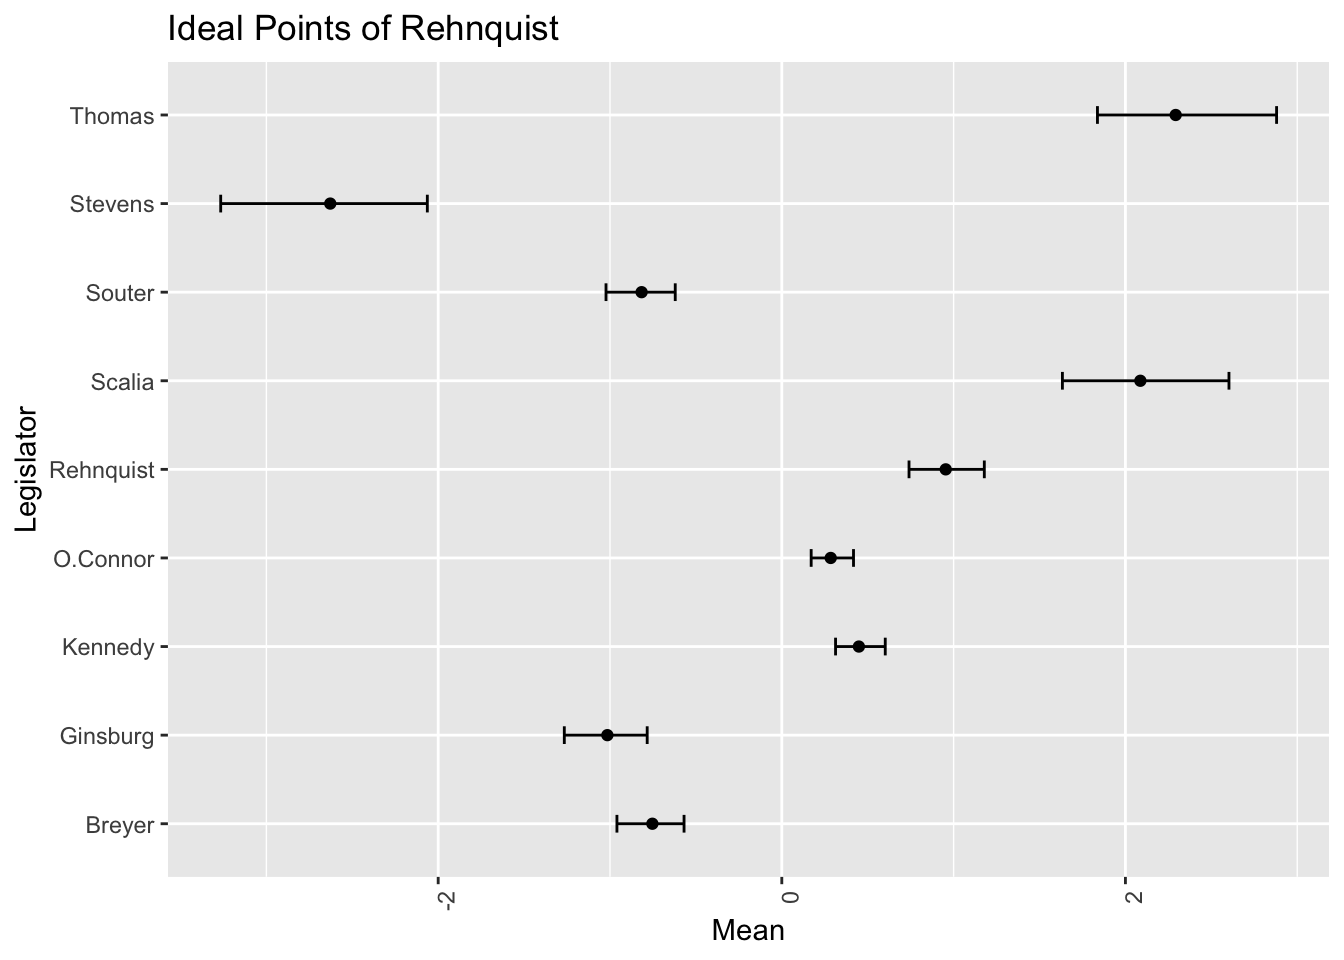 Ideal Points of Rehnquist
Thomas
Stevens
Souter
Scalia
Rehnquist
O.Connor
Kennedy
Ginsburg
Breyer
Legislator
-2
0
2
Mean